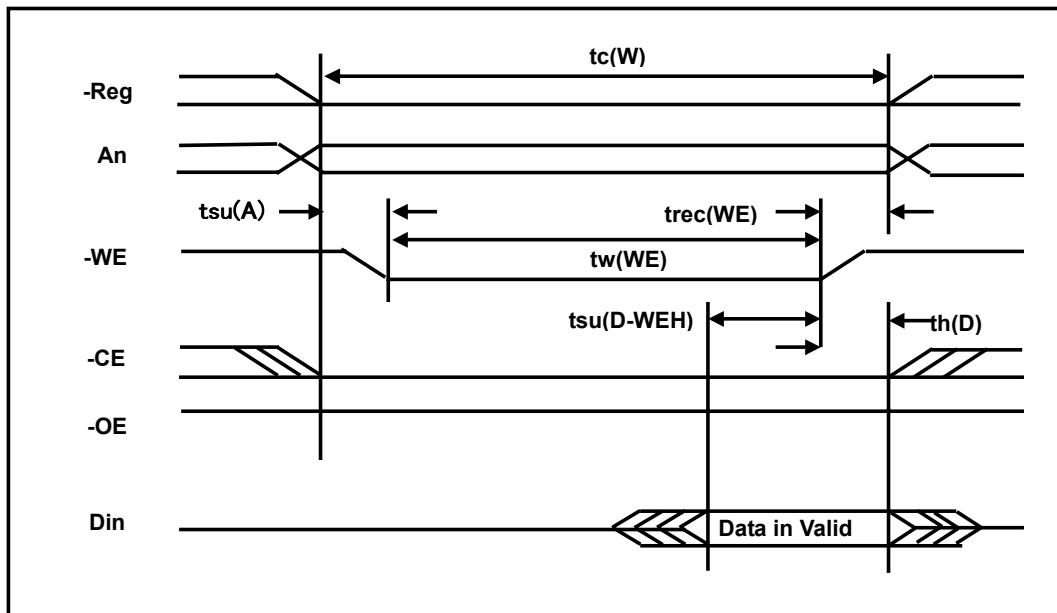 tc(W)
-Reg
An
tsu(A)
trec(WE)
-WE
tw(WE)
tsu(D-WEH)
th(D)
-CE
-OE
Din
Data in Valid